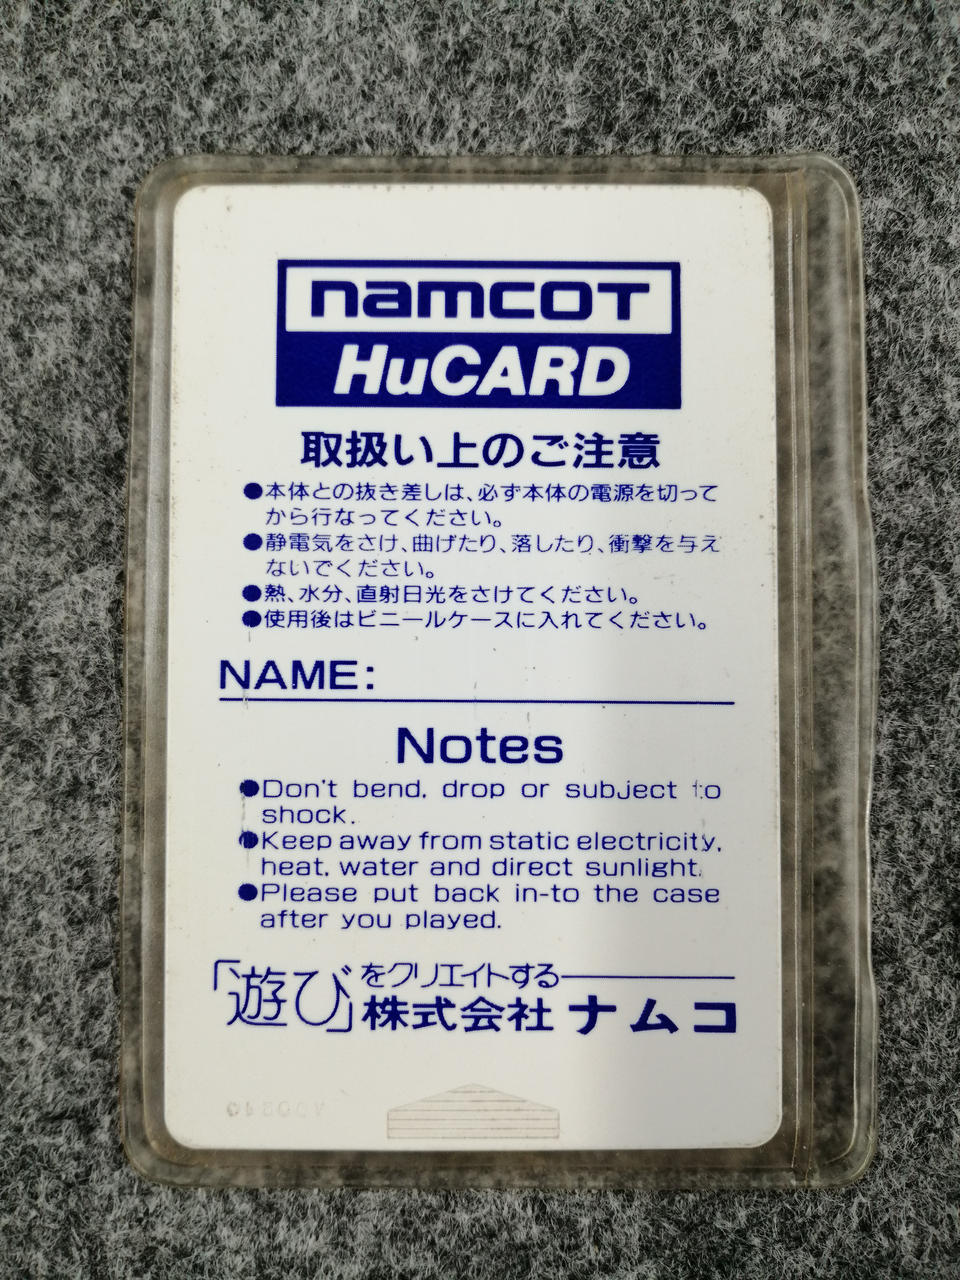 namcot
HuCARD
取扱い上のご注意
●本体との抜き差しは、必ず本体の電源を切って
から行なってください。
●静電気をさけ、曲げたり、落したり、衝撃を与え
ないでください。
●熱、水分、直射日光をさけてください。
●使用後はビニールケースに入れてください。
NAME:
Notes
●Don't bend, drop or subject to
shock.
●Keep away from static electricity,
heat, water and direct sunlight.
●Please put back in-to the case
after you played.
「遊び」をクリエイトする
株式会社ナムコ